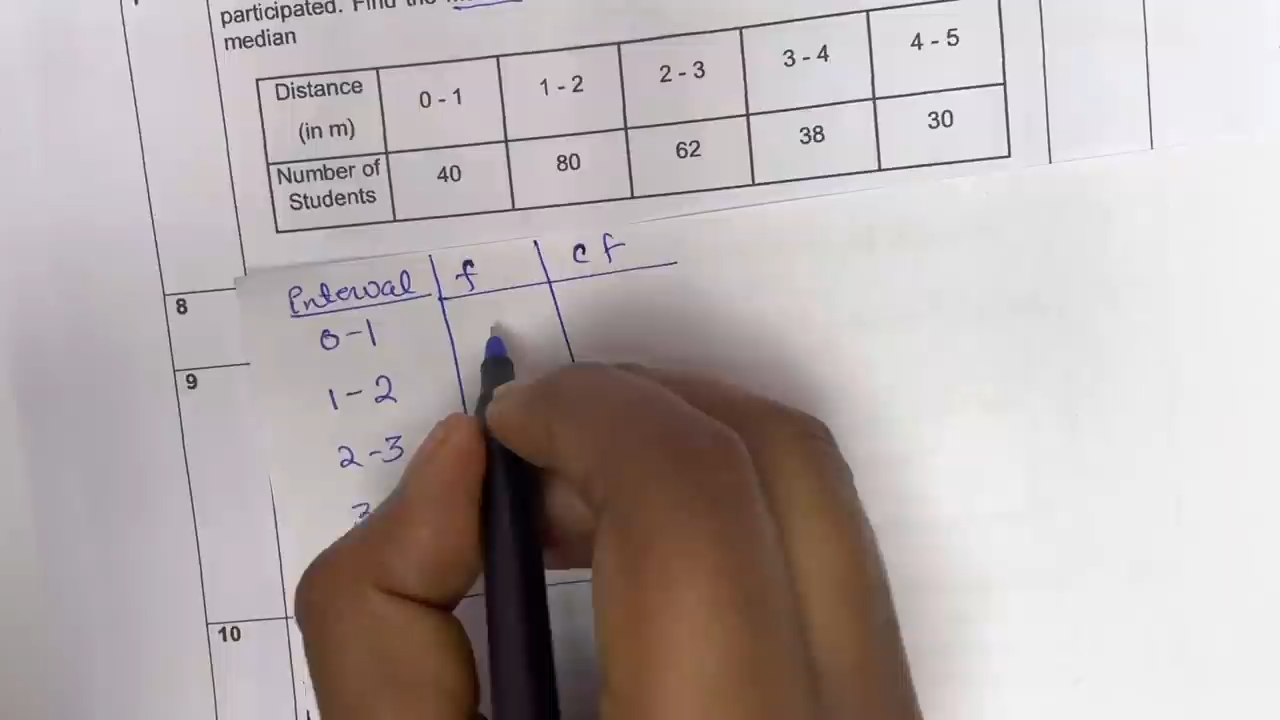 participated. Find the
median
Distance (in m) 0 - 1 1 - 2 2 - 3 3 - 4 4 - 5
Number of Students 40 80 62 38 30
Interval f cf
8
0-1
9
1-2
2-3
3
10